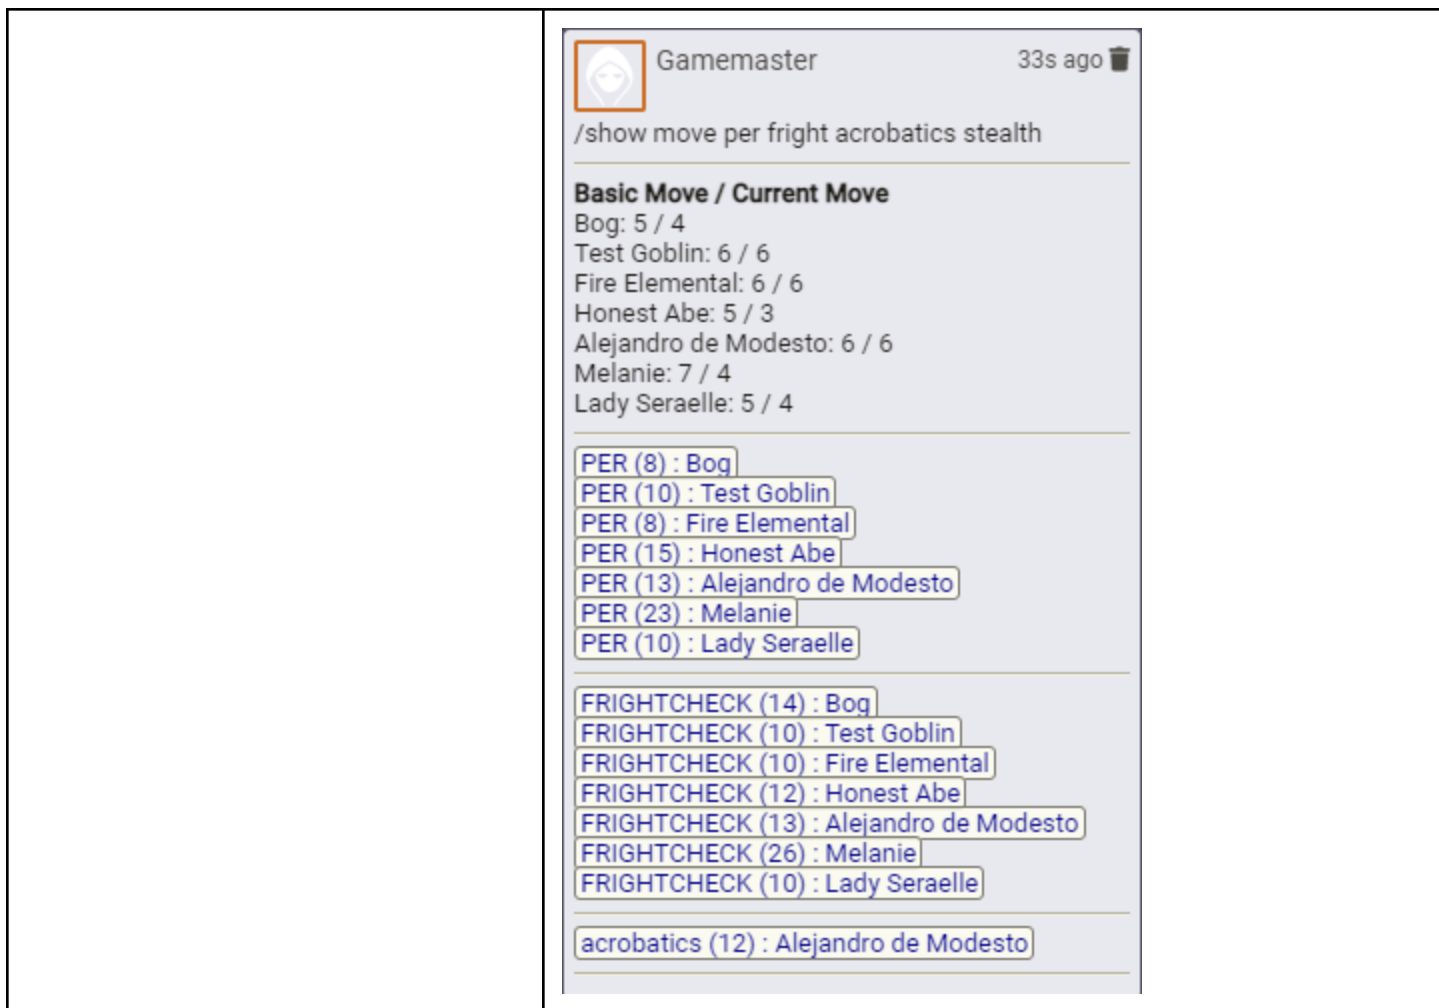 Gamemaster 33s ago
/show move per fright acrobatics stealth
Basic Move / Current Move
Bog: 5 / 4
Test Goblin: 6 / 6
Fire Elemental: 6 / 6
Honest Abe: 5 / 3
Alejandro de Modesto: 6 / 6
Melanie: 7 / 4
Lady Seraelle: 5 / 4
PER (8) : Bog
PER (10) : Test Goblin
PER (8) : Fire Elemental
PER (15) : Honest Abe
PER (13) : Alejandro de Modesto
PER (23) : Melanie
PER (10) : Lady Seraelle
FRIGHTCHECK (14) : Bog
FRIGHTCHECK (10) : Test Goblin
FRIGHTCHECK (10) : Fire Elemental
FRIGHTCHECK (12) : Honest Abe
FRIGHTCHECK (13) : Alejandro de Modesto
FRIGHTCHECK (26) : Melanie
FRIGHTCHECK (10) : Lady Seraelle
acrobatics (12) : Alejandro de Modesto